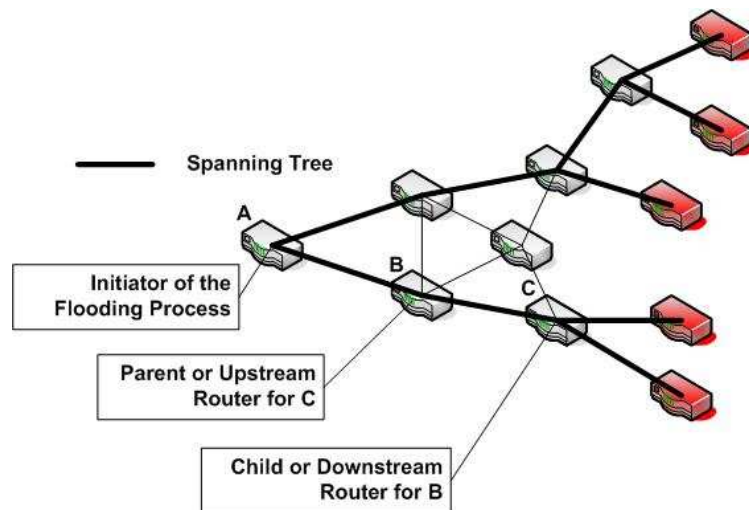 Spanning Tree
A
Initiator of the
Flooding Process
B
C
Parent or Upstream
Router for C
Child or Downstream
Router for B